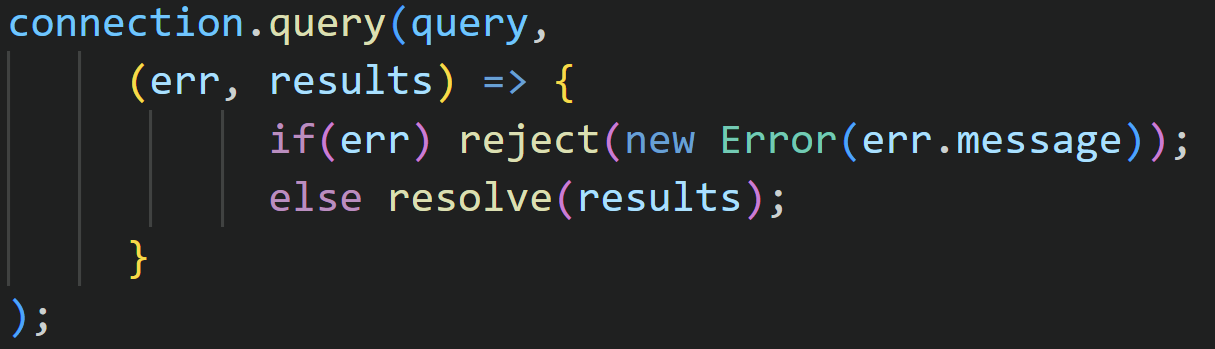 connection.query(query,
(err, results) => {
if(err) reject(new Error(err.message));
else resolve(results);
}
);